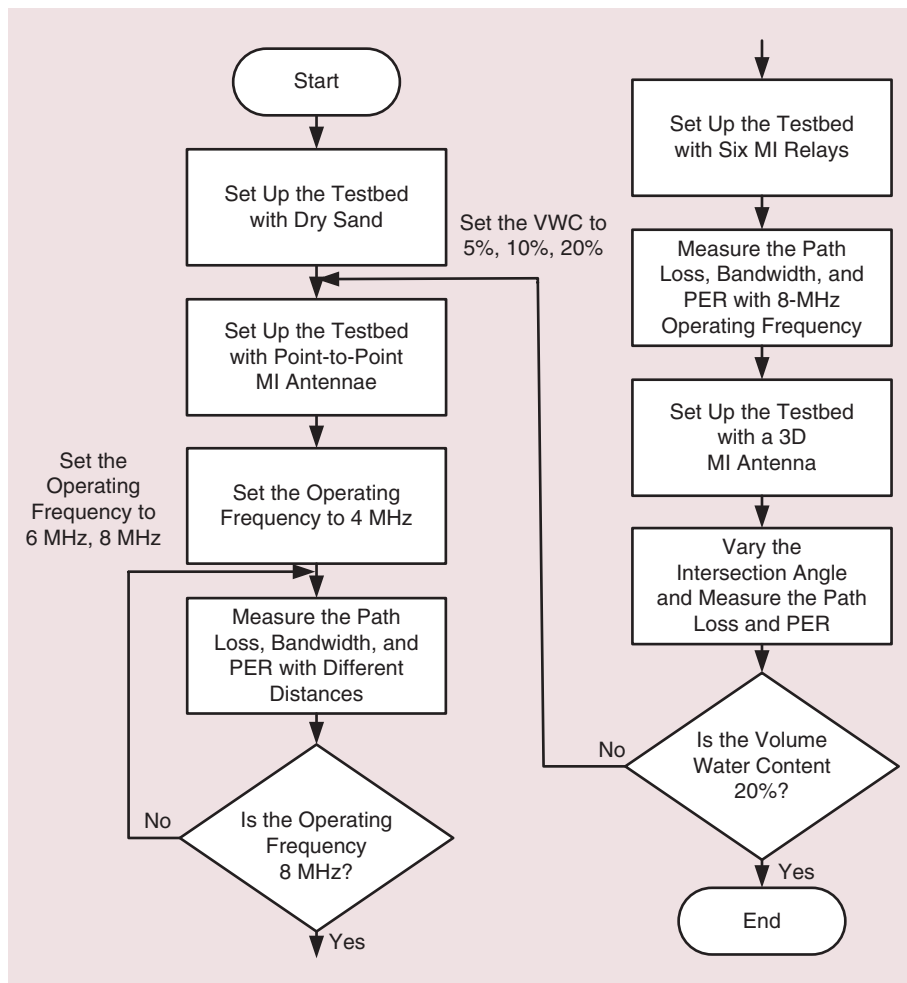 Start
Set Up the Testbed
with Dry Sand
Set the VWC to
5%, 10%, 20%
Set Up the Testbed
with Point-to-Point
MI Antennae
Set the
Operating
Frequency to
6 MHz, 8 MHz
Set the Operating
Frequency to 4 MHz
Measure the Path
Loss, Bandwidth, and
PER with Different
Distances
No
Is the Operating
Frequency
8 MHz?
Yes
Set Up the Testbed
with Six MI Relays
Measure the Path
Loss, Bandwidth, and
PER with 8-MHz
Operating Frequency
Set Up the Testbed
with a 3D
MI Antenna
Vary the
Intersection Angle
and Measure the Path
Loss and PER
No
Is the Volume
Water Content
20%?
Yes
End